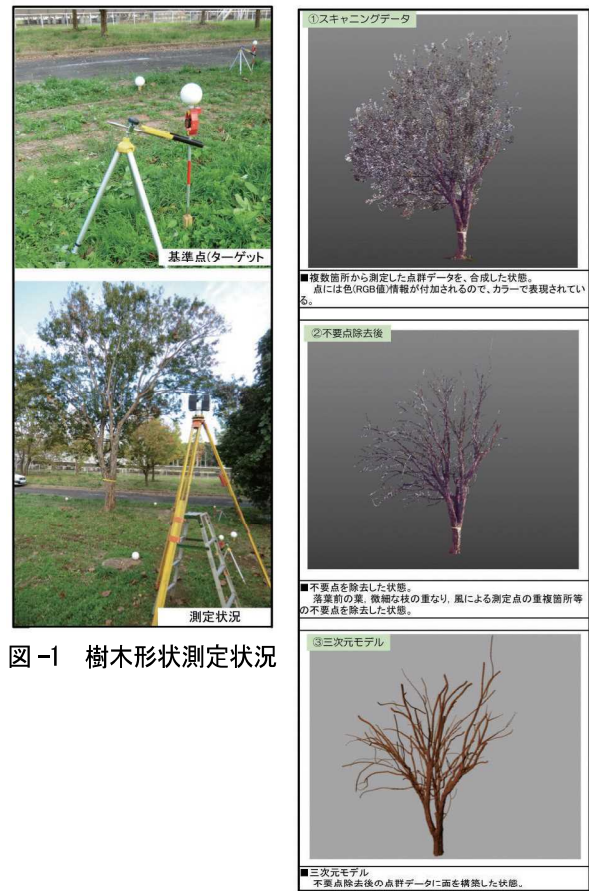 基準点(ターゲット
測定状況
図-1 樹木形状測定状況
①スキャニングデータ
■複数箇所から測定した点群データを、合成した状態。
点には色(RGB値)情報が付加されるので、カラーで表現されてい
る。
②不要点除去後
■不要点を除去した状態。
落葉前の葉, 微細な枝の重なり, 風による測定点の重複箇所等
の不要点を除去した状態。
③三次元モデル
■三次元モデル
不要点除去後の点群データに面を構築した状態。